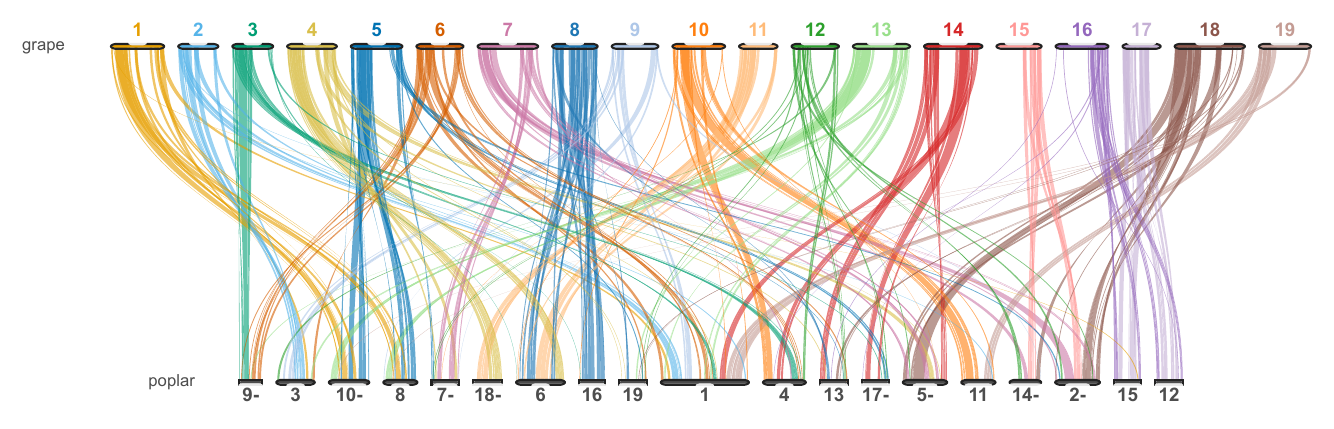 1 2 3 4 5 6 7 8 9 10 11 12 13 14 15 16 17 18 19
grape
poplar
9- 3 10- 8 7- 18- 6 16 19 1 4 13 17- 5- 11 14- 2- 15 12